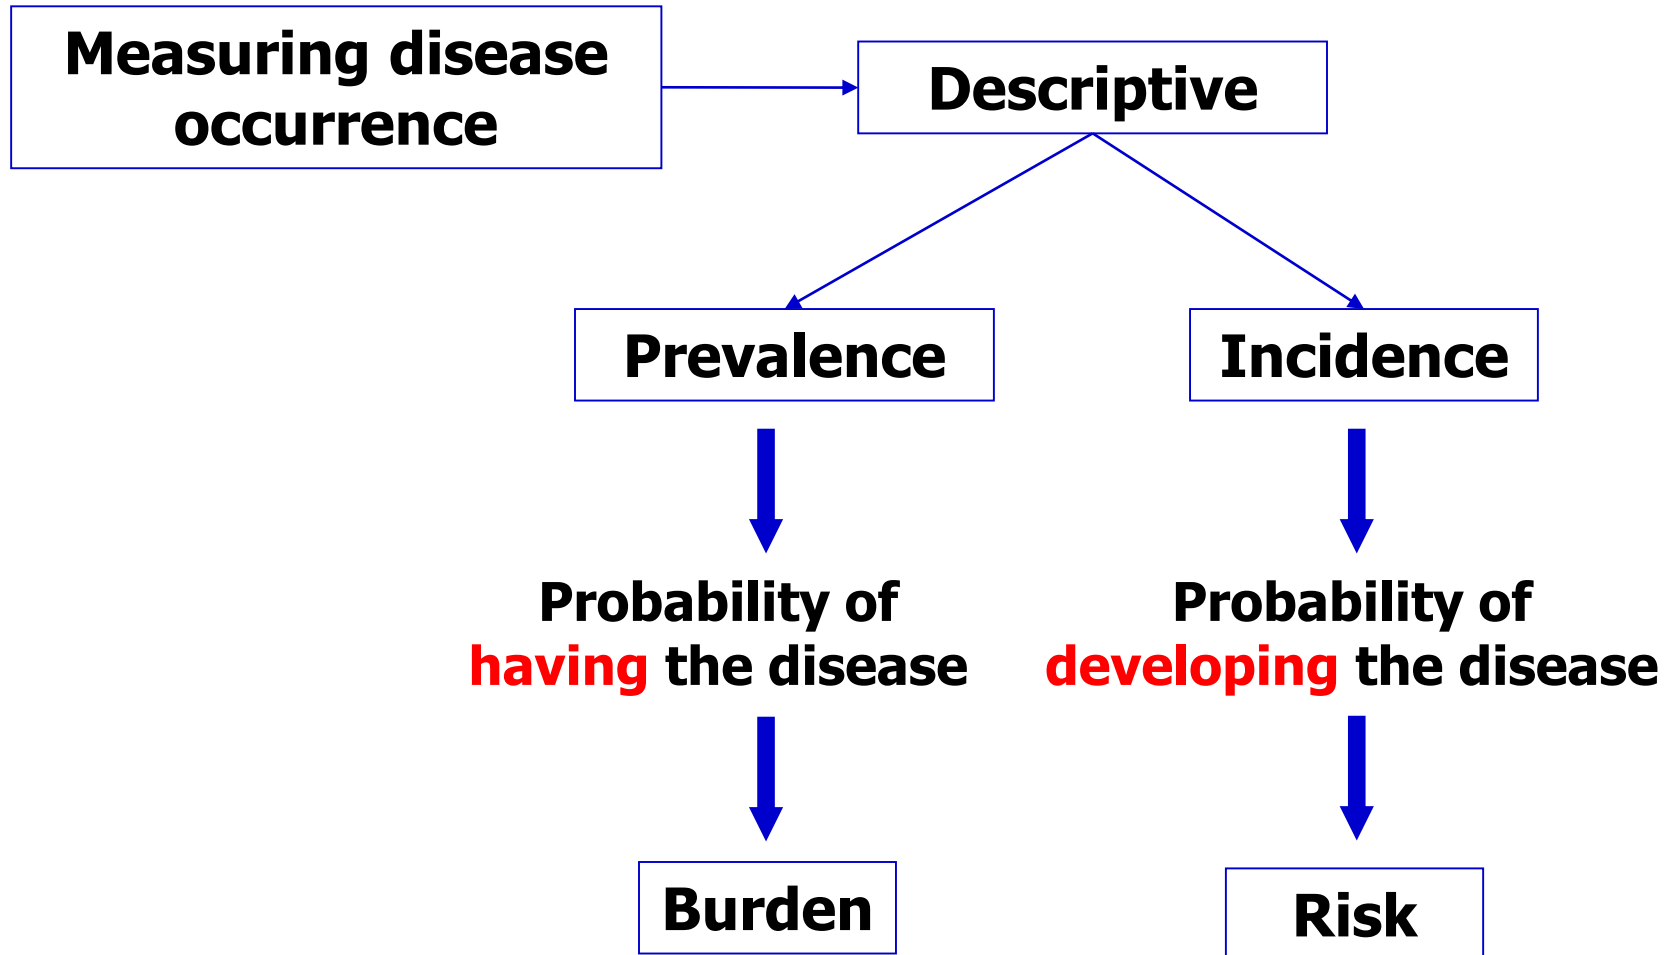 Measuring disease
occurrence
Descriptive
Prevalence
Incidence
Probability of
having the disease
Probability of
developing the disease
Burden
Risk